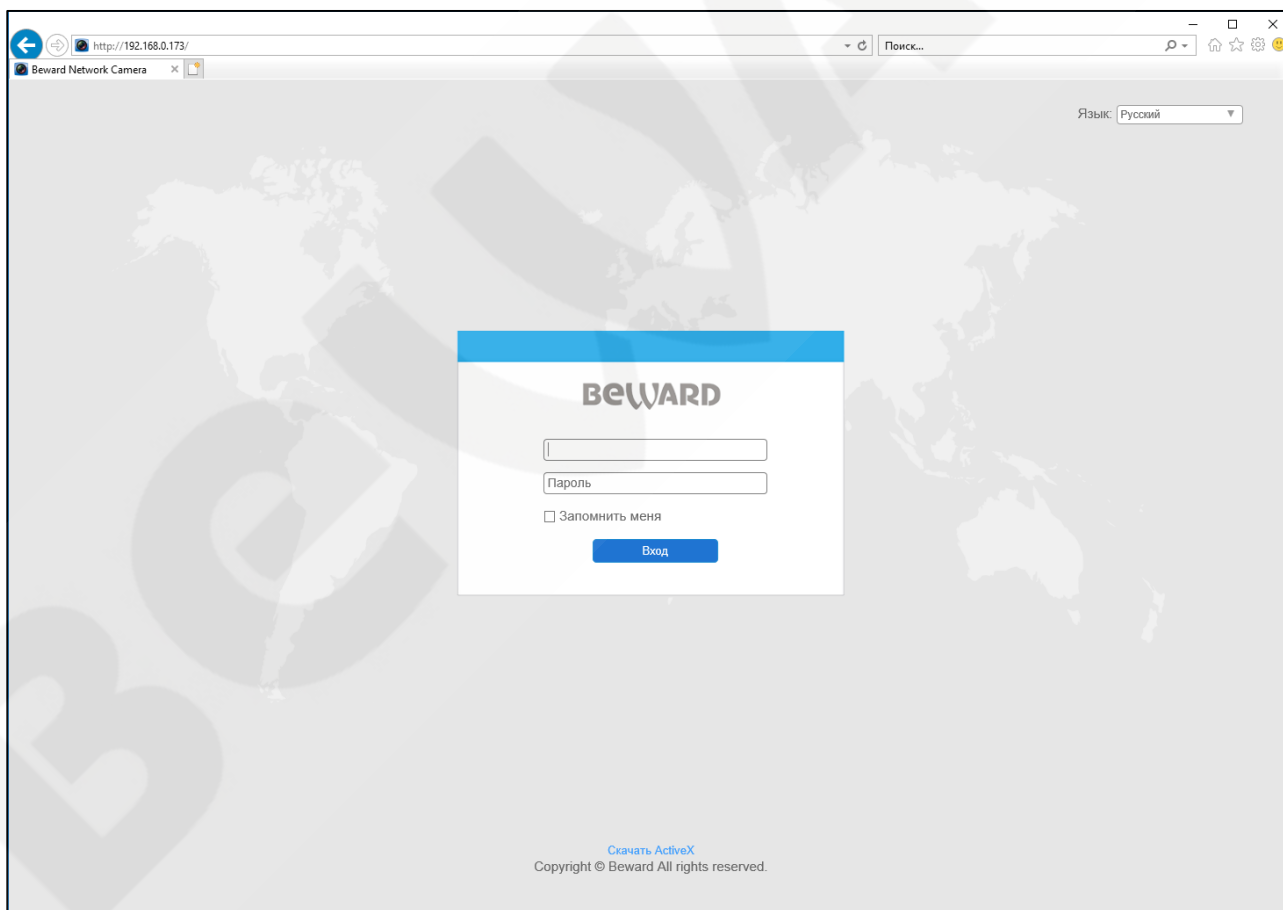 http://192.168.0.173/
Поиск...
Beward Network Camera
Язык: Русский
BEWARD
Пароль
Запомнить меня
Вход
Скачать ActiveX
Copyright © Beward All rights reserved.
BEWARD